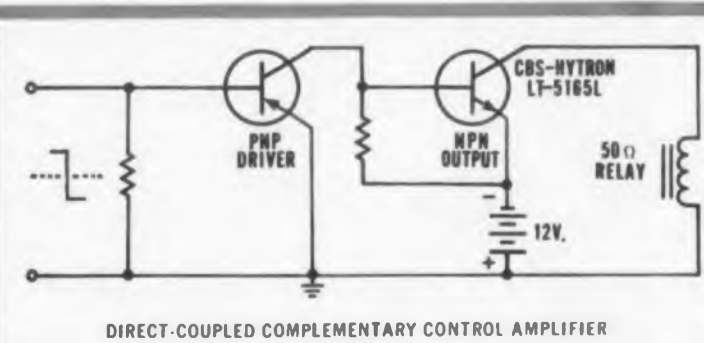 CBS-HYTRON
LT-5165L
PNP
DRIVER
NPN
OUTPUT
50Ω
RELAY
-
12V.
+
DIRECT-COUPLED COMPLEMENTARY CONTROL AMPLIFIER